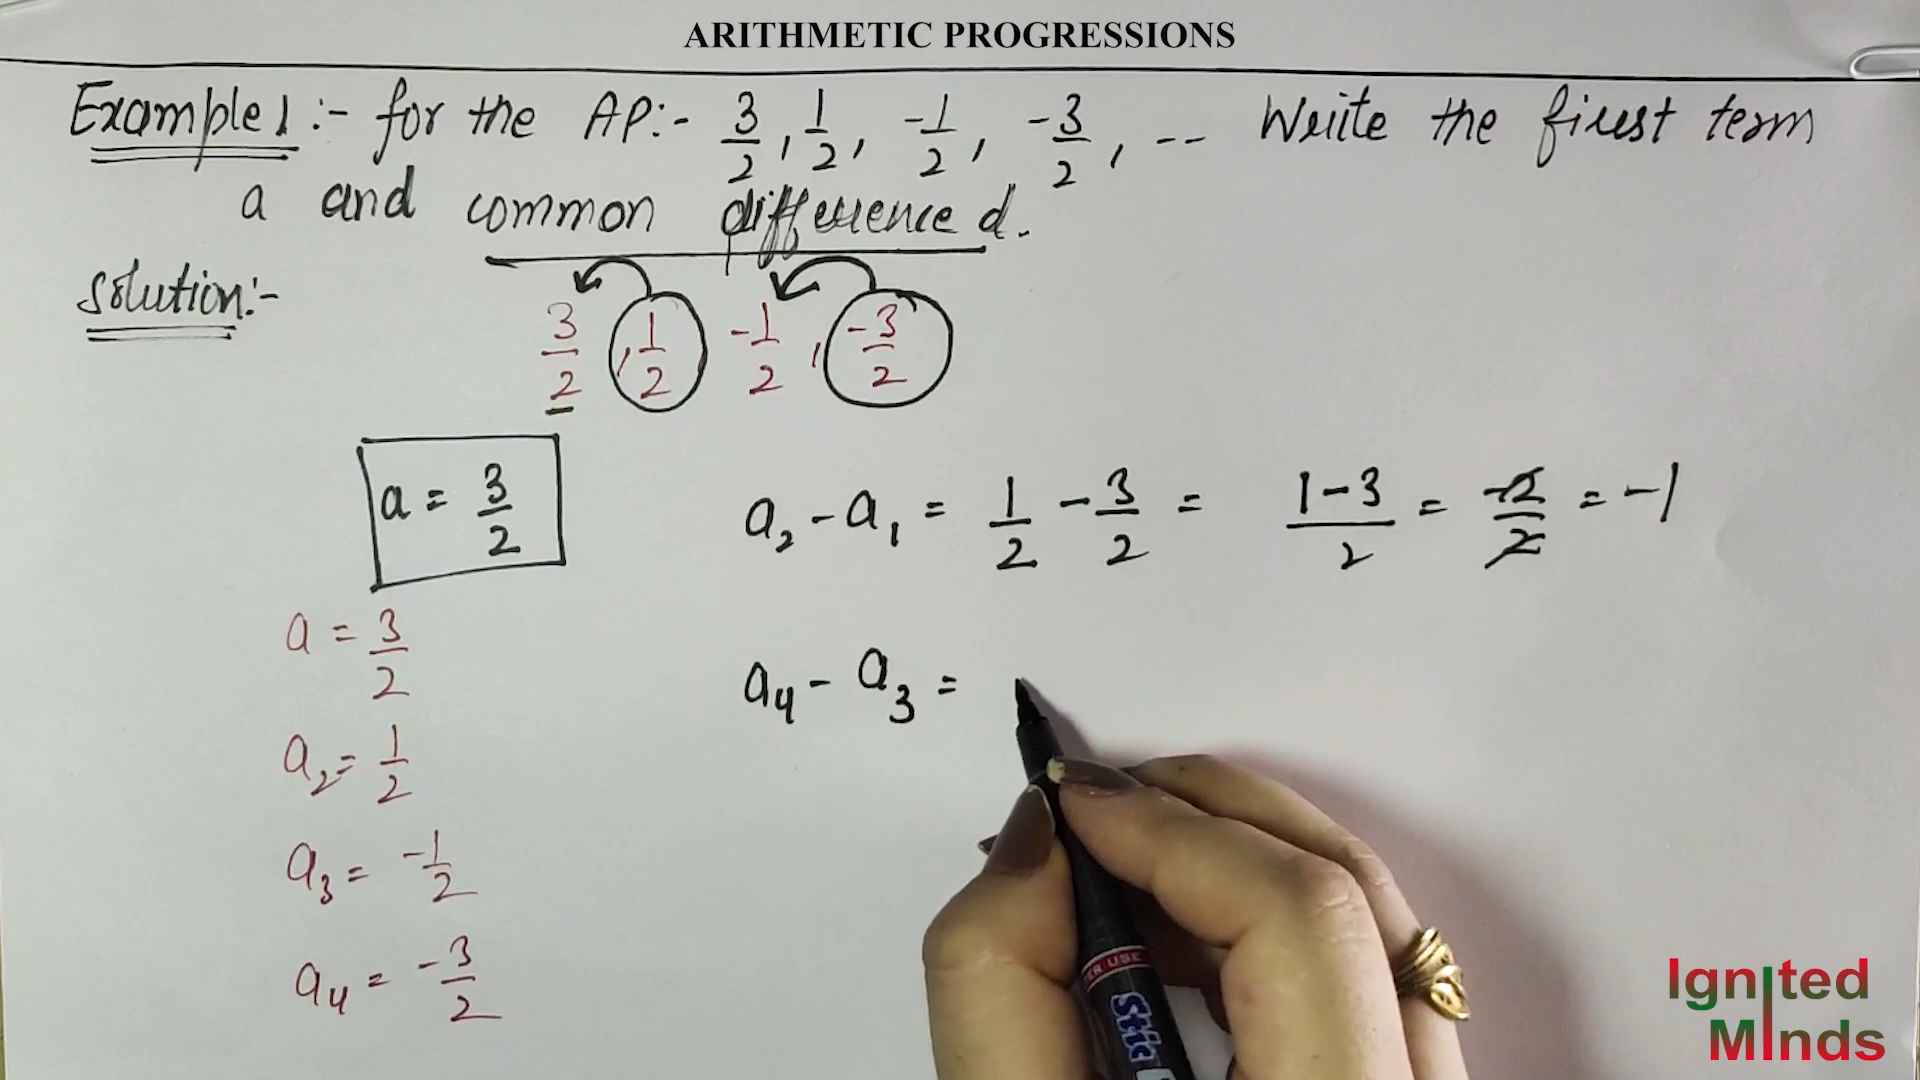 ARITHMETIC PROGRESSIONS
Example 1 :- for the AP:- 3/2, 1/2, -1/2, -3/2, -- Write the first term
a and common difference d.
Solution:-
3/2, 1/2 -1/2, -3/2
a = 3/2
a₂ - a₁ = 1/2 - 3/2 = 1-3/2 = -2/2 = -1
a = 3/2
a₄ - a₃ =
a₂ = 1/2
a₃ = -1/2
a₄ = -3/2
ER USE
Stic
Ignited
Minds